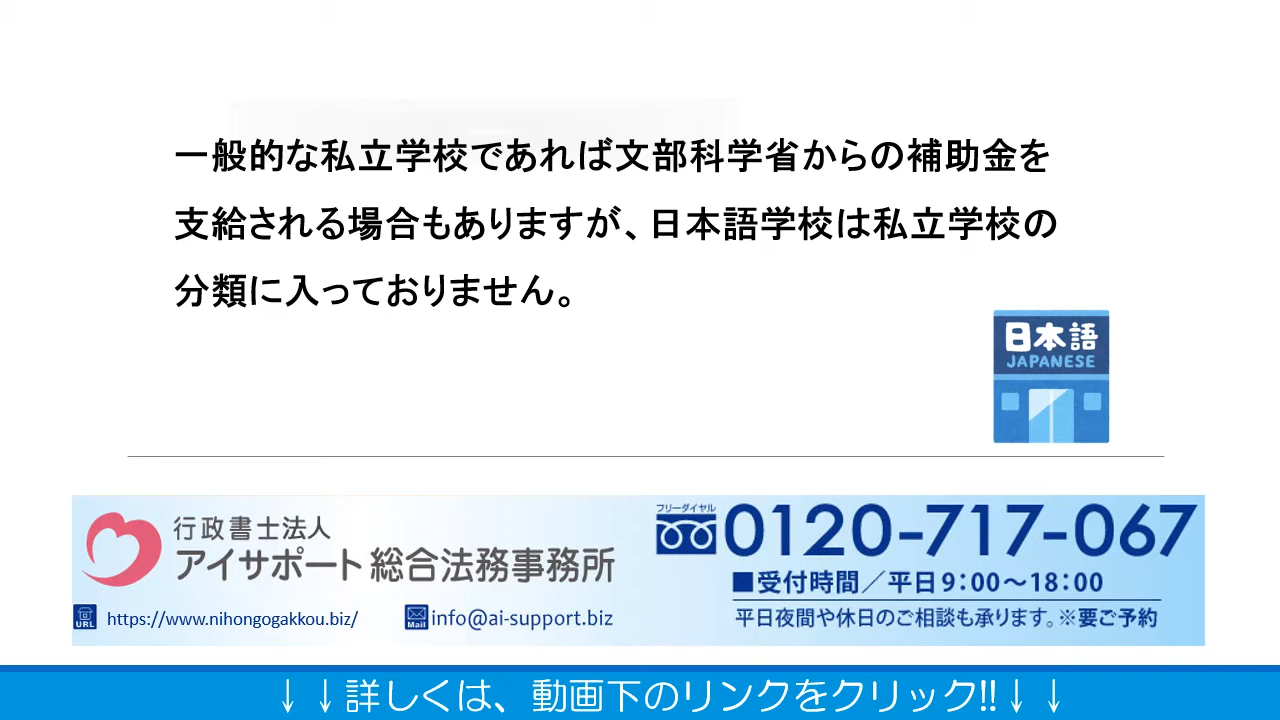 一般的な私立学校であれば文部科学省からの補助金を
支給される場合もありますが、日本語学校は私立学校の
分類に入っておりません。
日本語
JAPANESE
行政書士法人
アイサポート 総合法務事務所
URL https://www.nihongogakkou.biz/
Mail info@ai-support.biz
フリーダイヤル
0120-717-067
■受付時間／平日9:00〜18:00
平日夜間や休日のご相談も承ります。※要ご予約
↓↓詳しくは、動画下のリンクをクリック!!↓↓